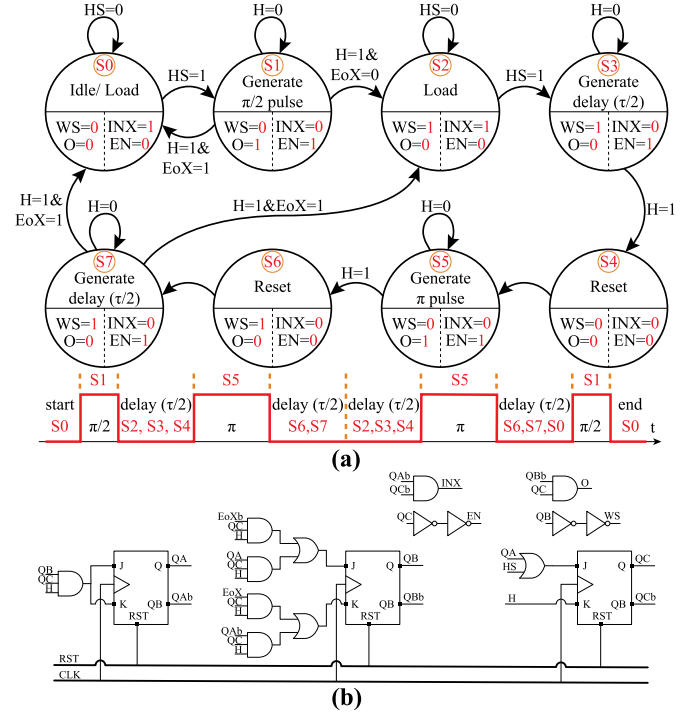 HS=0
H=0
HS=0
H=0
S0
S1
S2
S3
Idle/ Load
Generate
π/2 pulse
Load
Generate
delay (τ/2)
HS=1
H=1&
EoX=0
HS=1
WS=0
O=0
INX=1
EN=0
WS=0
O=1
INX=1
EN=1
WS=1
O=0
INX=1
EN=0
WS=1
O=0
INX=0
EN=1
H=1&
EoX=1
H=1&
EoX=1
H=0
H=1&EoX=1
H=0
H=1
S7
S6
S5
S4
Generate
delay (τ/2)
Reset
H=1
Generate
π pulse
Reset
WS=1
O=0
INX=0
EN=1
WS=1
O=0
INX=0
EN=0
WS=0
O=1
INX=0
EN=1
WS=0
O=0
INX=0
EN=0
S1
S5
S5
S1
start
S0
π/2
delay (τ/2)
S2, S3, S4
π
delay (τ/2)
S6,S7
delay (τ/2)
S2,S3,S4
π
delay (τ/2)
S6,S7,S0
π/2
end
S0
t
(a)
QAb
QCb
INX
QBb
QC
O
QC
EN
QB
WS
QB
QC
H
J
Q
QA
K
QB
QAb
RST
EoXb
QC
H
QA
QC
H
EoX
QC
H
QAb
QC
H
J
Q
QB
K
QB
QBb
RST
QA
HS
H
J
Q
QC
K
QB
QCb
RST
RST
CLK
(b)